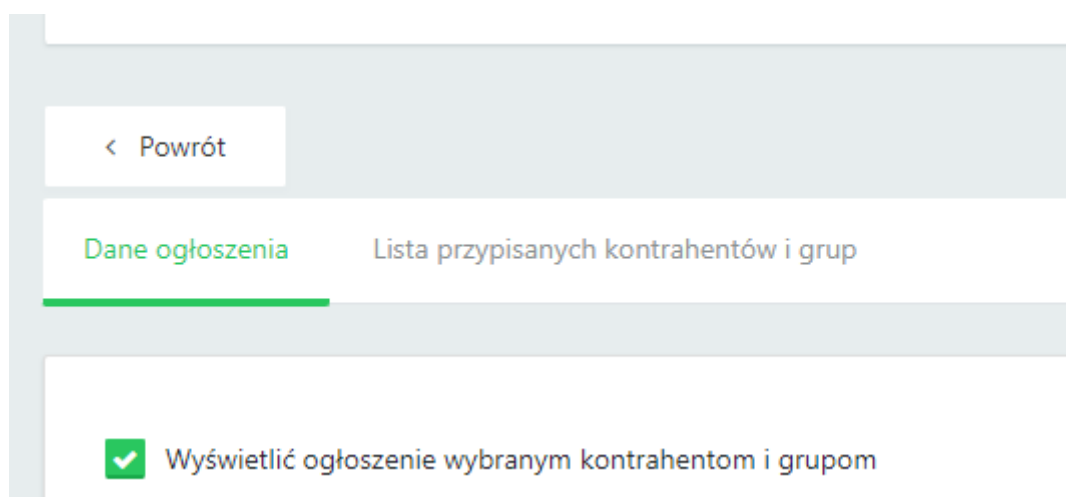 Powrót
Dane ogłoszenia Lista przypisanych kontrahentów i grup
Wyświetlić ogłoszenie wybranym kontrahentom i grupom